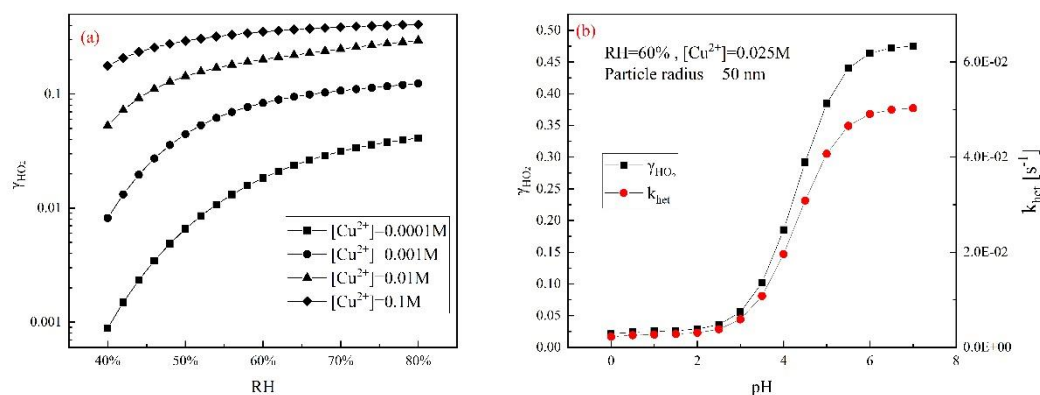 (a)
γHO₂
0.1
0.01
0.001
40%
50%
60%
70%
80%
RH
[Cu²⁺]=0.0001M
[Cu²⁺] 0.001M
[Cu²⁺]=0.01M
[Cu²⁺]=0.1M
(b)
RH=60% , [Cu²⁺]=0.025M
Particle radius 50 nm
γHO₂
khet
γHO₂
0.50
0.45
0.40
0.35
0.30
0.25
0.20
0.15
0.10
0.05
0.00
0
2
4
6
8
pH
6.0E-02
4.0E-02
2.0E-02
0.0E+00
khet [s⁻¹]